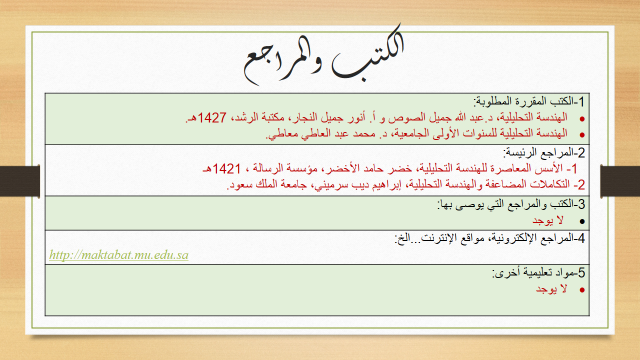 الكتب والمراجع
1-الكتب المقررة المطلوبة:
• الهندسة التحليلية، د.عبد الله جميل الصوص و أ. أنور جميل النجار، مكتبة الرشد، 1427هـ.
• الهندسة التحليلية للسنوات الأولى الجامعية، د. محمد عبد العاطي معاطي.
2-المراجع الرئيسة:
1- الأسس المعاصرة للهندسة التحليلية، خضر حامد الأخضر، مؤسسة الرسالة ، 1421هـ
2- التكاملات المضاعفة والهندسة التحليلية، إبراهيم ديب سرميني، جامعة الملك سعود.
3-الكتب والمراجع التي يوصى بها:
• لا يوجد
4-المراجع الإلكترونية، مواقع الإنترنت...الخ:
http://maktabat.mu.edu.sa
5-مواد تعليمية أخرى:
• لا يوجد